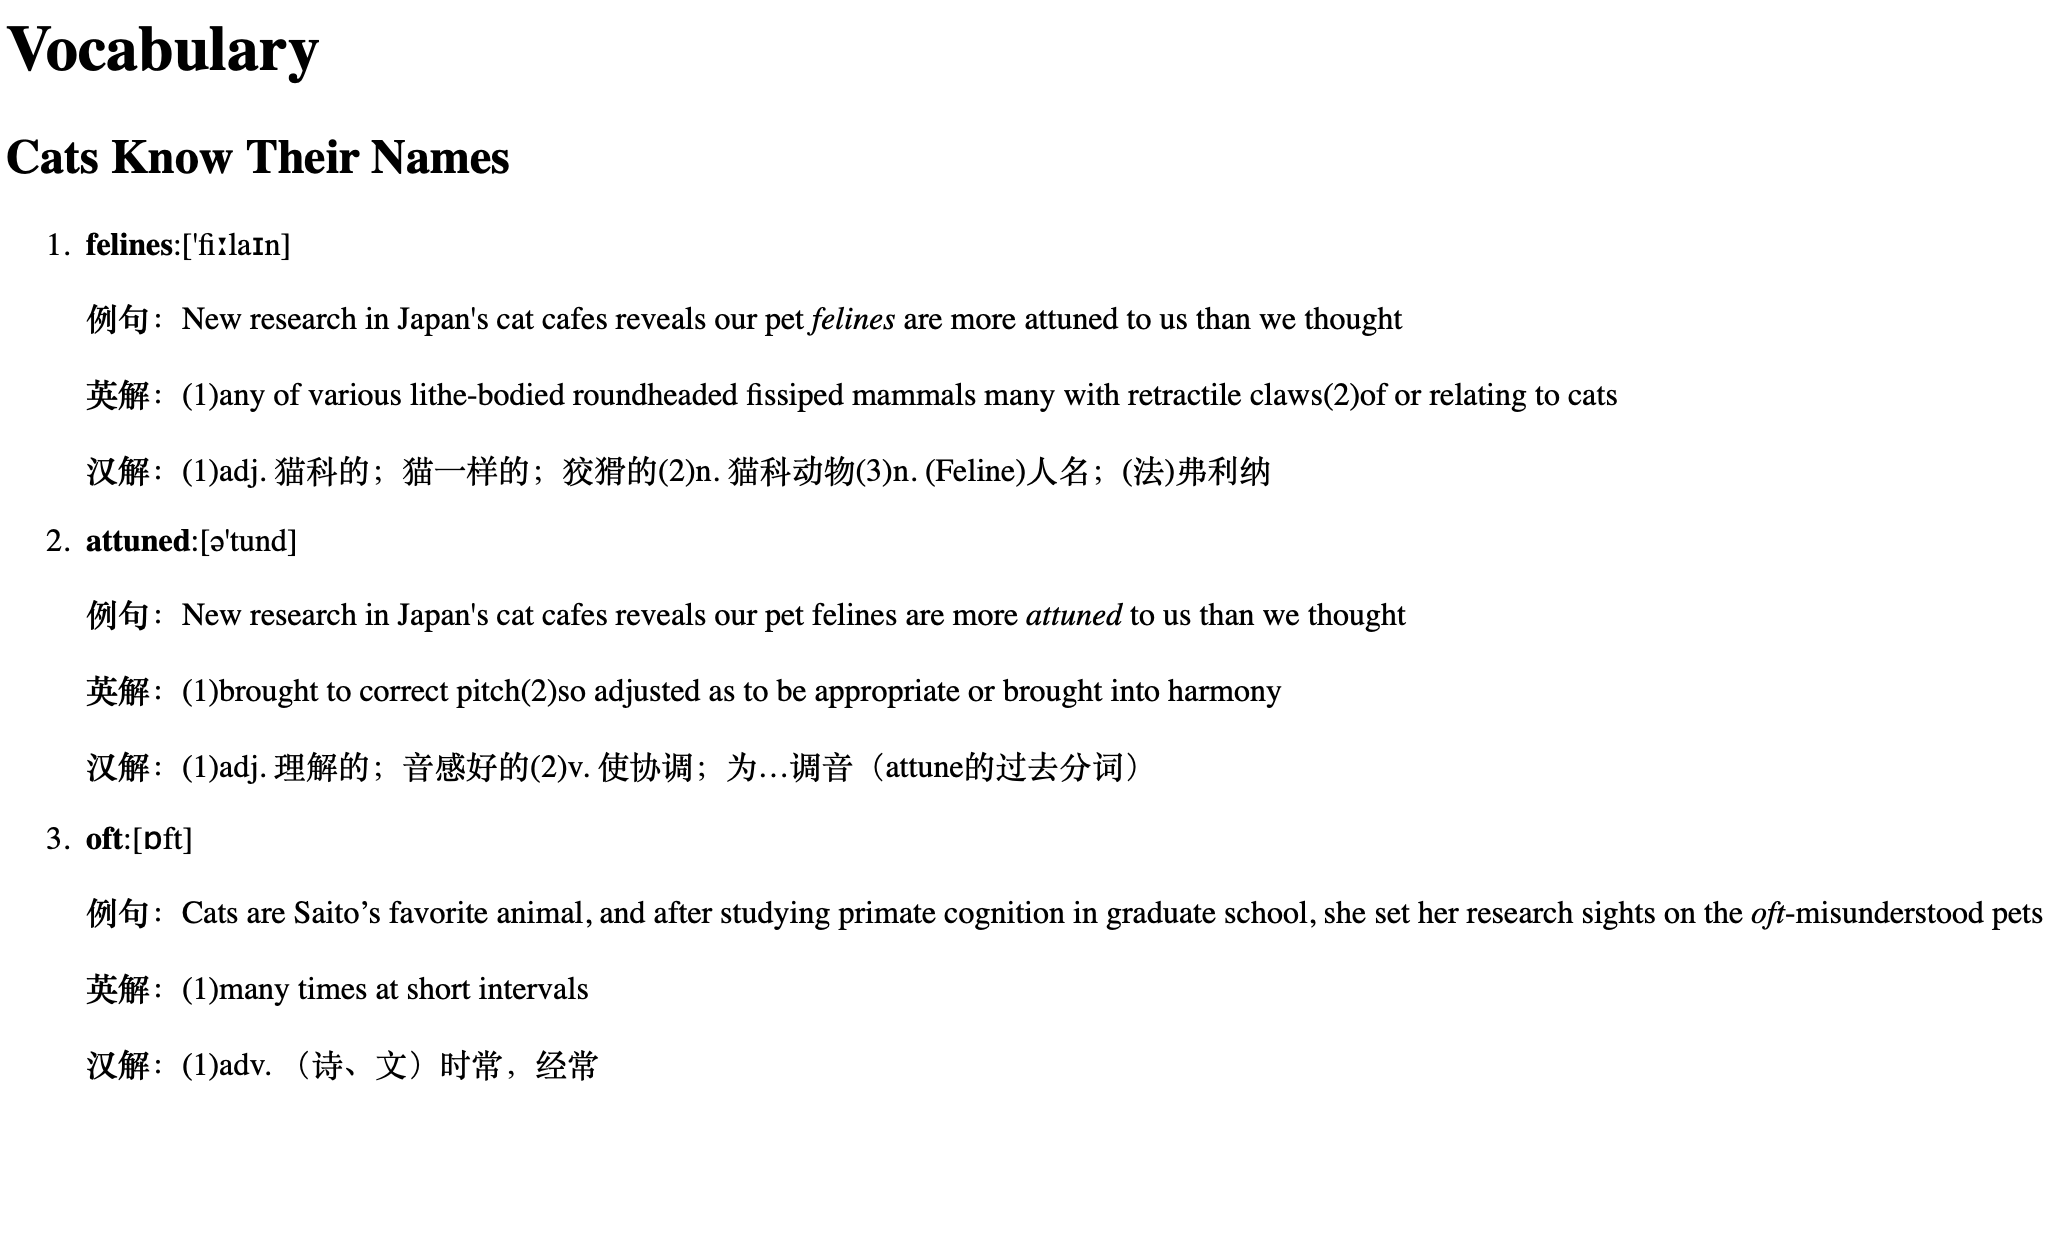 Vocabulary
Cats Know Their Names
1. felines:['fiːlaɪn]
例句：New research in Japan's cat cafes reveals our pet felines are more attuned to us than we thought
英解：(1)any of various lithe-bodied roundheaded fissiped mammals many with retractile claws(2)of or relating to cats
汉解：(1)adj. 猫科的；猫一样的；狡猾的(2)n. 猫科动物(3)n. (Feline)人名；(法)弗利纳
2. attuned:[ə'tund]
例句：New research in Japan's cat cafes reveals our pet felines are more attuned to us than we thought
英解：(1)brought to correct pitch(2)so adjusted as to be appropriate or brought into harmony
汉解：(1)adj. 理解的；音感好的(2)v. 使协调；为…调音（attune的过去分词）
3. oft:[ɒft]
例句：Cats are Saito’s favorite animal, and after studying primate cognition in graduate school, she set her research sights on the oft-misunderstood pets
英解：(1)many times at short intervals
汉解：(1)adv. （诗、文）时常，经常